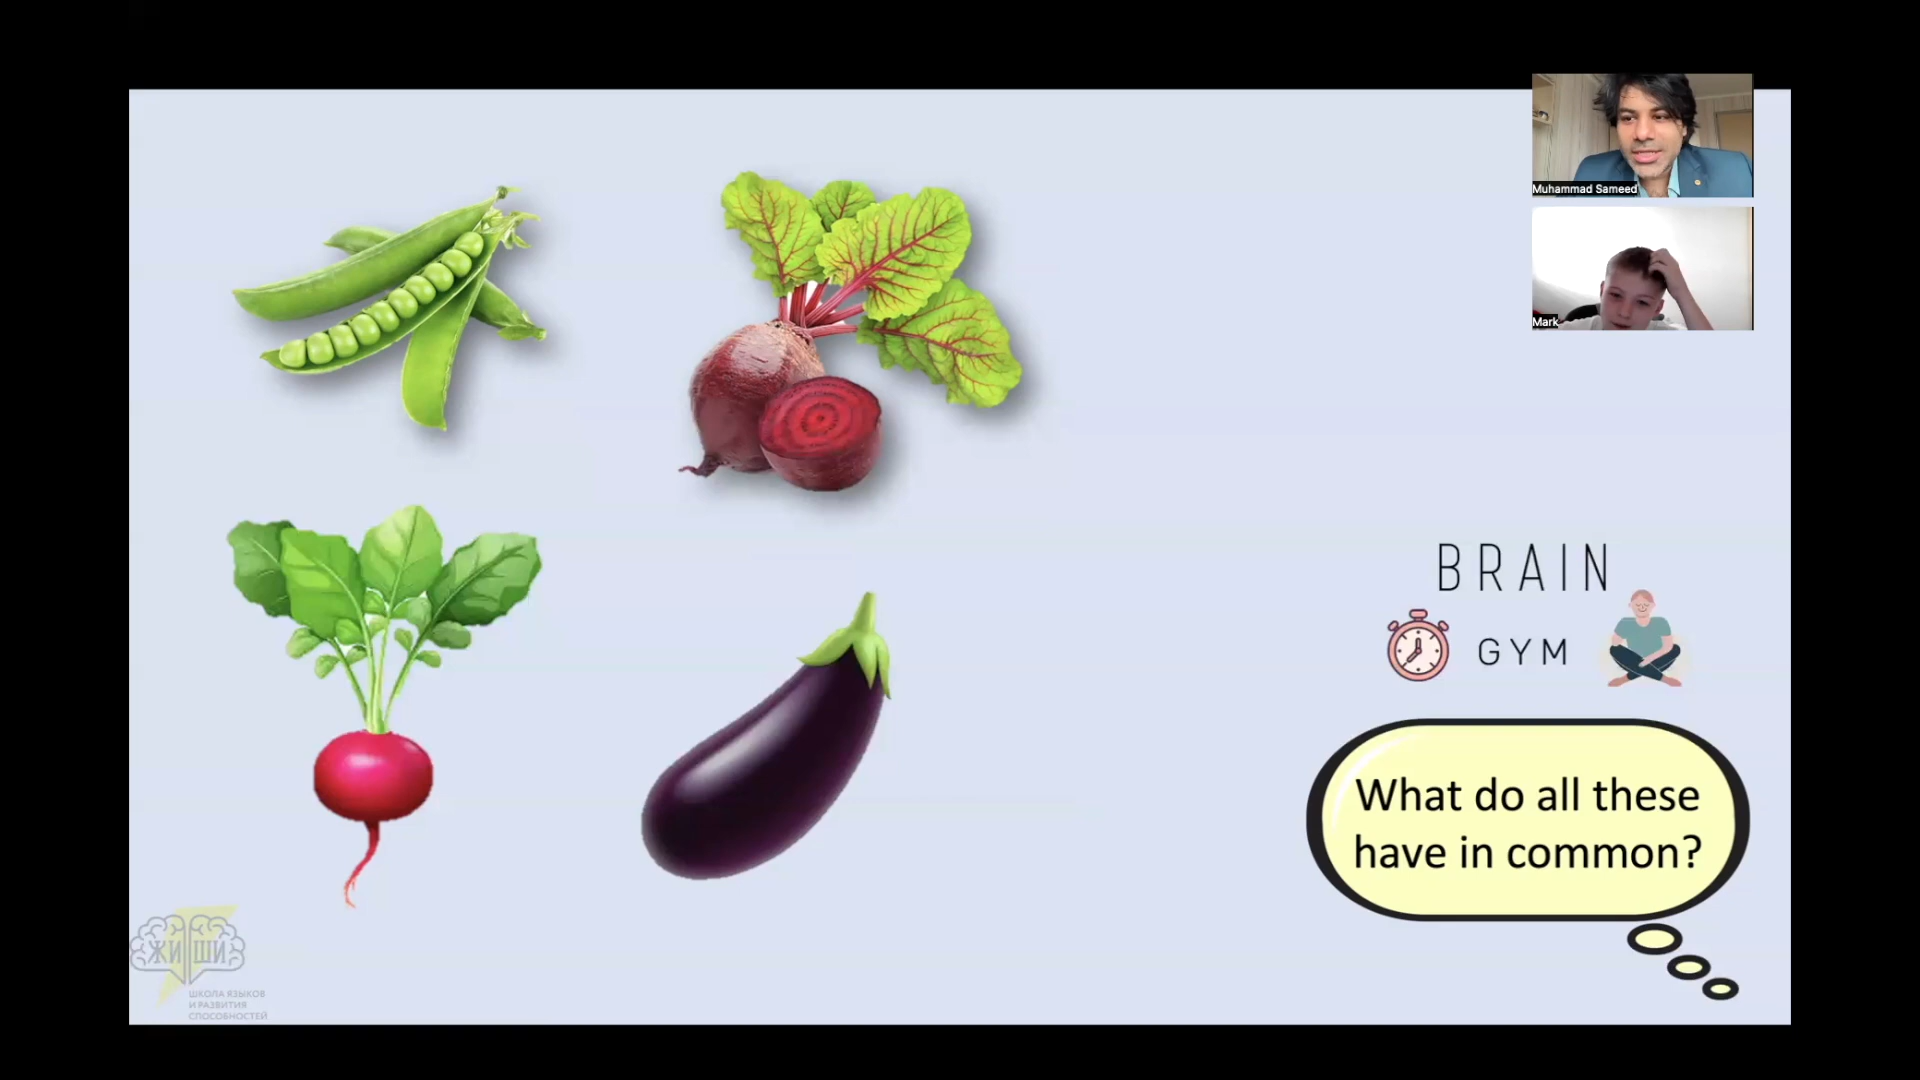 Muhammad Sameed
Mark
BRAIN
GYM
What do all these
have in common?
ЖИ ШИ
ШКОЛА ЯЗЫКОВ
И РАЗВИТИЯ
СПОСОБНОСТЕЙ